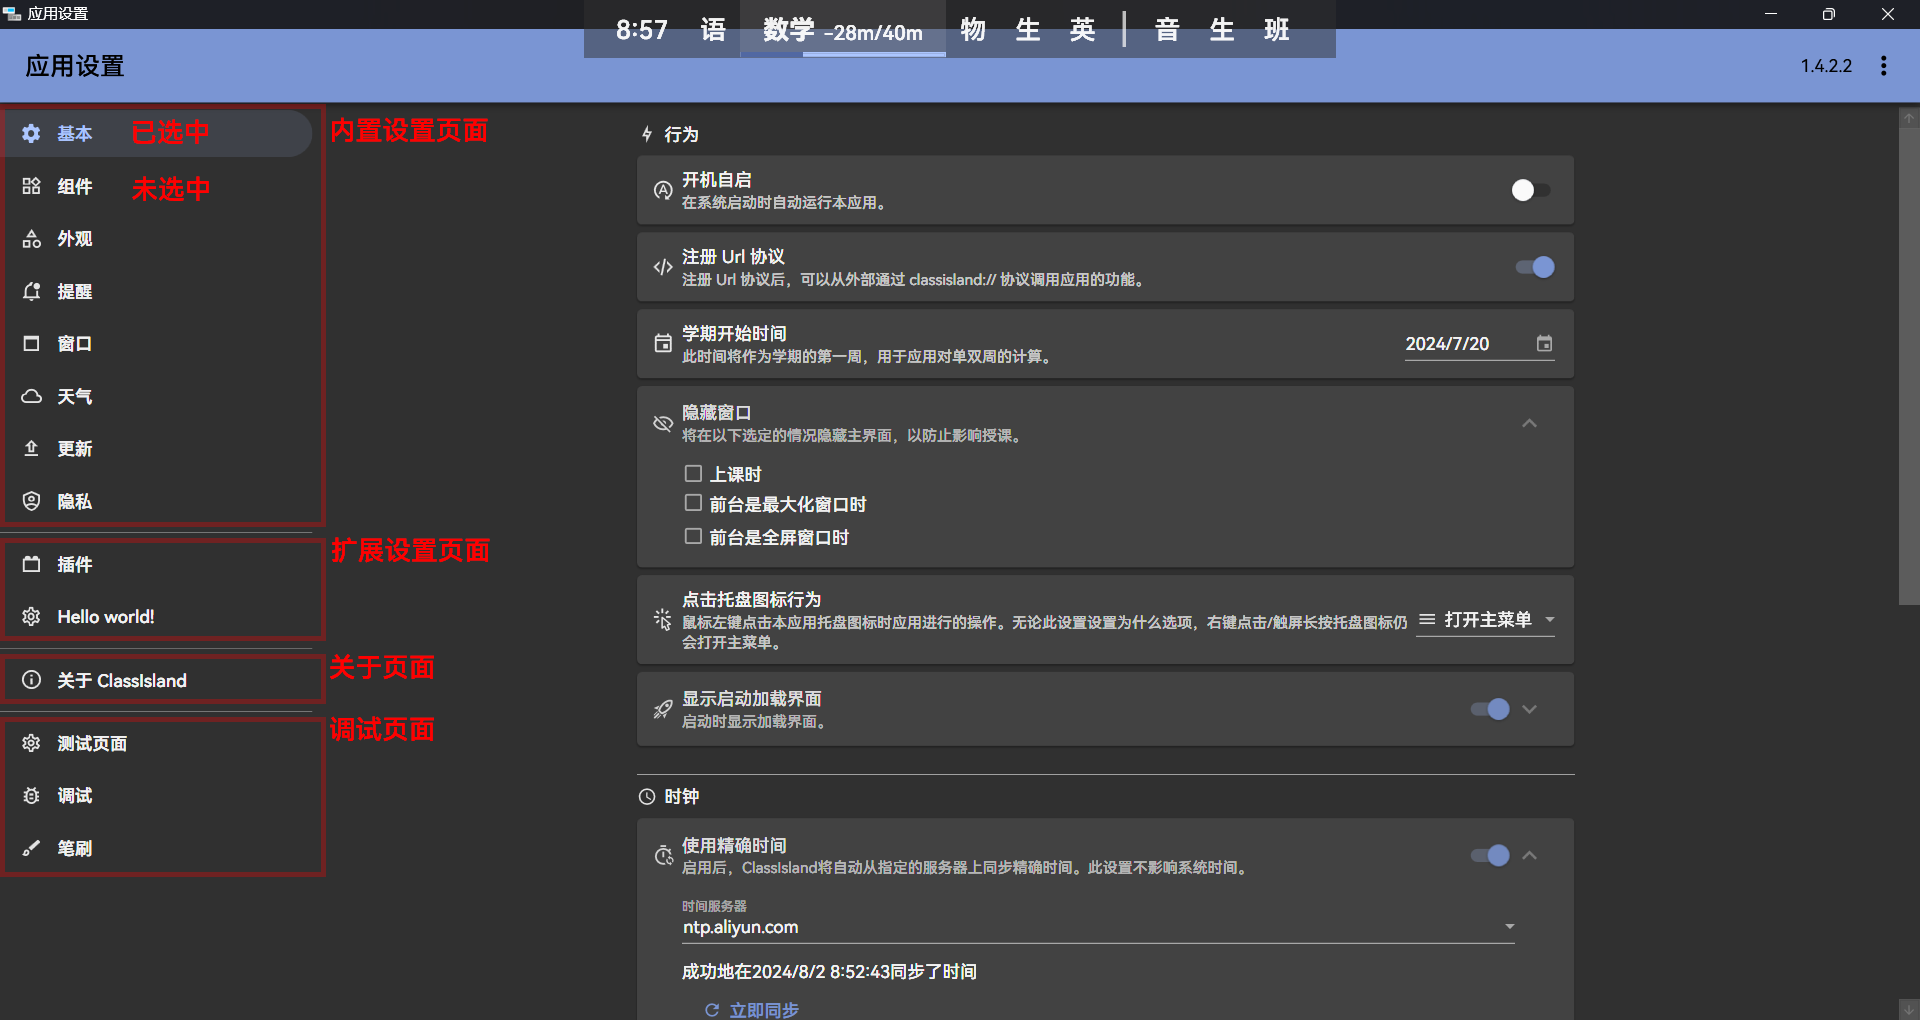 应用设置
8:57 语 数学 -28m/40m 物 生 英 | 音 生 班
应用设置
1.4.2.2
基本 已选中
内置设置页面
组件 未选中
外观
提醒
窗口
天气
更新
隐私
扩展设置页面
插件
Hello world!
关于页面
关于 ClassIsland
调试页面
测试页面
调试
笔刷
行为
开机自启
在系统启动时自动运行本应用。
注册 Url 协议
注册 Url 协议后，可以从外部通过 classisland:// 协议调用应用的功能。
学期开始时间
此时间将作为学期的第一周，用于应用对单双周的计算。
2024/7/20
隐藏窗口
将在以下选定的情况隐藏主界面，以防止影响授课。
上课时
前台是最大化窗口时
前台是全屏窗口时
点击托盘图标行为
鼠标左键点击本应用托盘图标时应用进行的操作。无论此设置设置为什么选项，右键点击/触屏长按托盘图标仍
会打开主菜单。
打开主菜单
显示启动加载界面
启动时显示加载界面。
时钟
使用精确时间
启用后，ClassIsland将自动从指定的服务器上同步精确时间。此设置不影响系统时间。
时间服务器
ntp.aliyun.com
成功地在2024/8/2 8:52:43同步了时间
立即同步